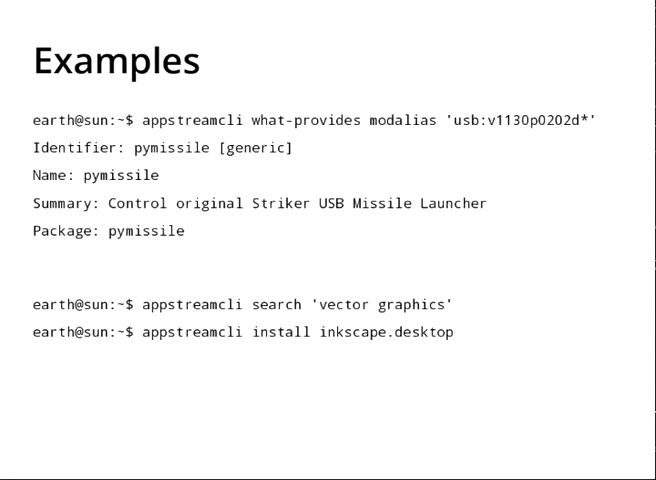 Examples
earth@sun:~$ appstreamcli what-provides modalias 'usb:v1130p0202d*'
Identifier: pymissile [generic]
Name: pymissile
Summary: Control original Striker USB Missile Launcher
Package: pymissile
earth@sun:~$ appstreamcli search 'vector graphics'
earth@sun:~$ appstreamcli install inkscape.desktop